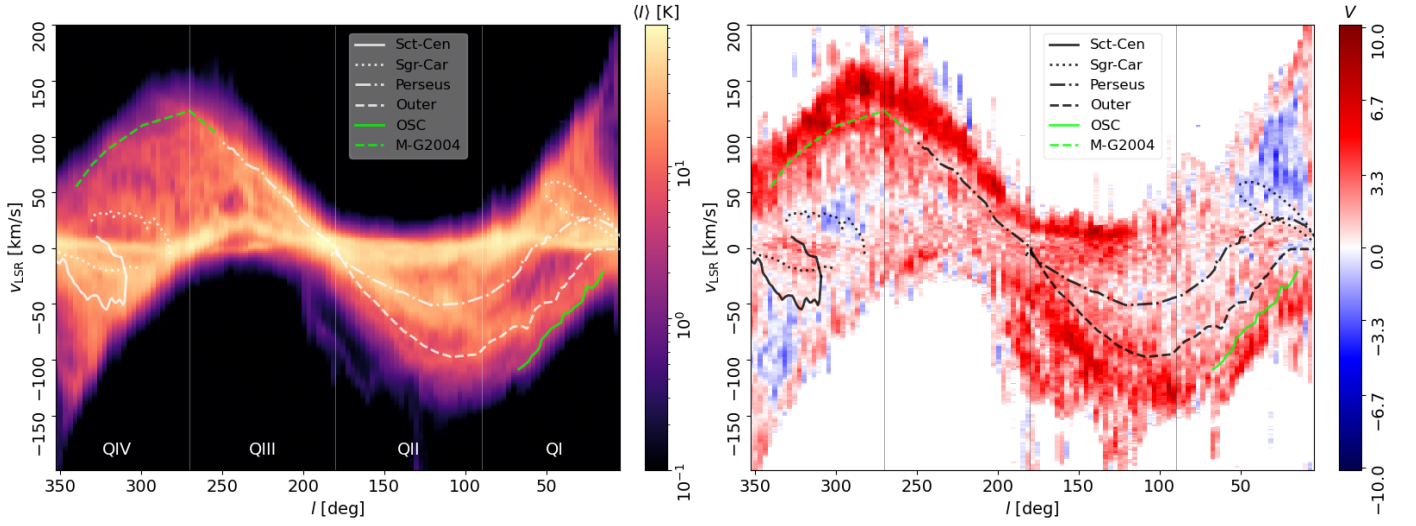 ⟨I⟩ [K]
200
150
100
50
0
−50
−100
−150
v_LSR [km/s]
Sct-Cen
Sgr-Car
Perseus
Outer
OSC
M-G2004
QIV QIII QII QI
350 300 250 200 150 100 50
l [deg]
10^1
10^0
10^−1
V
200
150
100
50
0
−50
−100
−150
v_LSR [km/s]
Sct-Cen
Sgr-Car
Perseus
Outer
OSC
M-G2004
350 300 250 200 150 100 50
l [deg]
10.0
6.7
3.3
0.0
−3.3
−6.7
−10.0